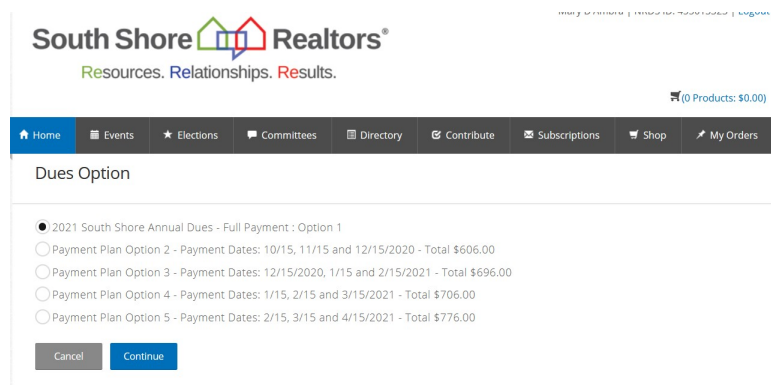 South Shore Realtors®
Resources. Relationships. Results.
(0 Products: $0.00)
Home Events Elections Committees Directory Contribute Subscriptions Shop My Orders
Dues Option
2021 South Shore Annual Dues - Full Payment : Option 1
Payment Plan Option 2 - Payment Dates: 10/15, 11/15 and 12/15/2020 - Total $606.00
Payment Plan Option 3 - Payment Dates: 12/15/2020, 1/15 and 2/15/2021 - Total $696.00
Payment Plan Option 4 - Payment Dates: 1/15, 2/15 and 3/15/2021 - Total $706.00
Payment Plan Option 5 - Payment Dates: 2/15, 3/15 and 4/15/2021 - Total $776.00
Cancel Continue